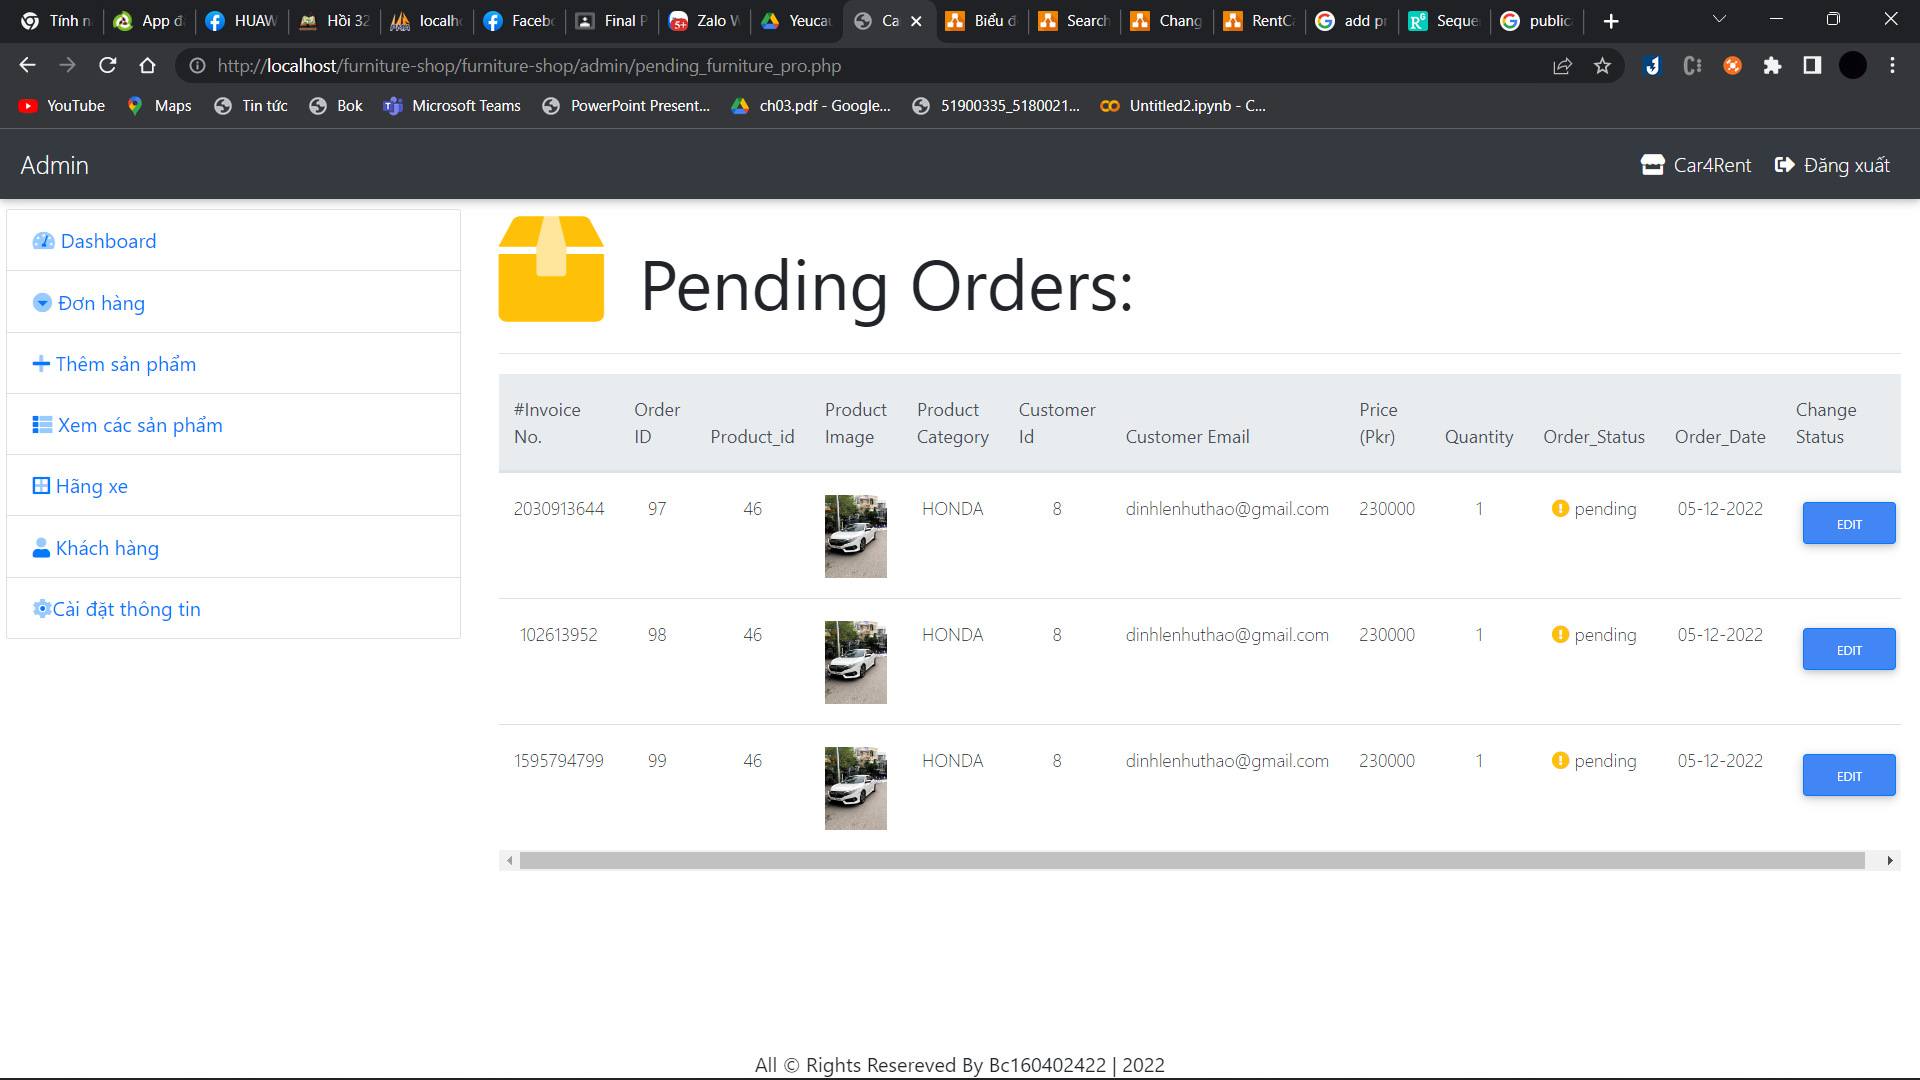 Tính n
App đ
HUAW
Hồi 32
localh
Facebo
Final P
Zalo W
Yeucau
Ca
Biểu đ
Search
Chang
RentCa
add pr
Seque
public
http://localhost/furniture-shop/furniture-shop/admin/pending_furniture_pro.php
YouTube
Maps
Tin tức
Bok
Microsoft Teams
PowerPoint Present...
ch03.pdf - Google...
51900335_5180021...
Untitled2.ipynb - C...
Admin
Car4Rent
Đăng xuất
Dashboard
Đơn hàng
Thêm sản phẩm
Xem các sản phẩm
Hãng xe
Khách hàng
Cài đặt thông tin
Pending Orders:
#Invoice No. Order ID Product_id Product Image Product Category Customer Id Customer Email Price (Pkr) Quantity Order_Status Order_Date Change Status
2030913644 97 46 HONDA 8 dinhlenhuthao@gmail.com 230000 1 pending 05-12-2022 EDIT
102613952 98 46 HONDA 8 dinhlenhuthao@gmail.com 230000 1 pending 05-12-2022 EDIT
1595794799 99 46 HONDA 8 dinhlenhuthao@gmail.com 230000 1 pending 05-12-2022 EDIT
All © Rights Resereved By Bc160402422 | 2022